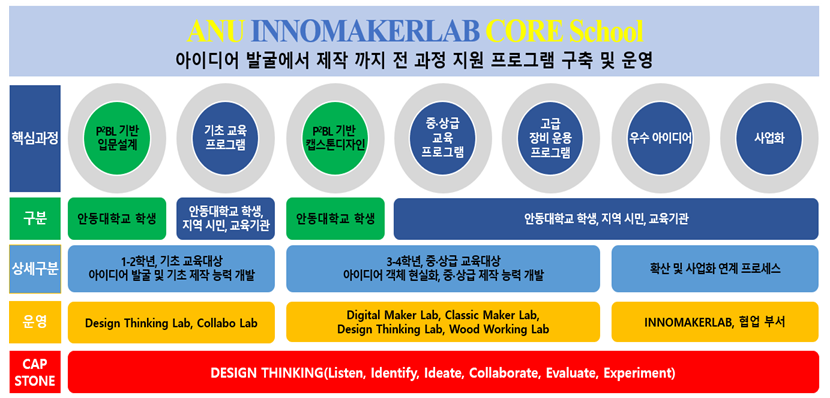 ANU INNOMAKERLAB CORE School
아이디어 발굴에서 제작 까지 전 과정 지원 프로그램 구축 및 운영
핵심과정
P²BL 기반
입문설계
기초 교육
프로그램
P²BL 기반
캡스톤디자인
중·상급
교육
프로그램
고급
장비 운용
프로그램
우수 아이디어
사업화
구분
안동대학교 학생
안동대학교 학생,
지역 시민, 교육기관
안동대학교 학생
안동대학교 학생, 지역 시민, 교육기관
상세구분
1-2학년, 기초 교육대상
아이디어 발굴 및 기초 제작 능력 개발
3-4학년, 중·상급 교육대상
아이디어 객체 현실화, 중·상급 제작 능력 개발
확산 및 사업화 연계 프로세스
운영
Design Thinking Lab, Collabo Lab
Digital Maker Lab, Classic Maker Lab,
Design Thinking Lab, Wood Working Lab
INNOMAKERLAB, 협업 부서
CAP
STONE
DESIGN THINKING(Listen, Identify, Ideate, Collaborate, Evaluate, Experiment)